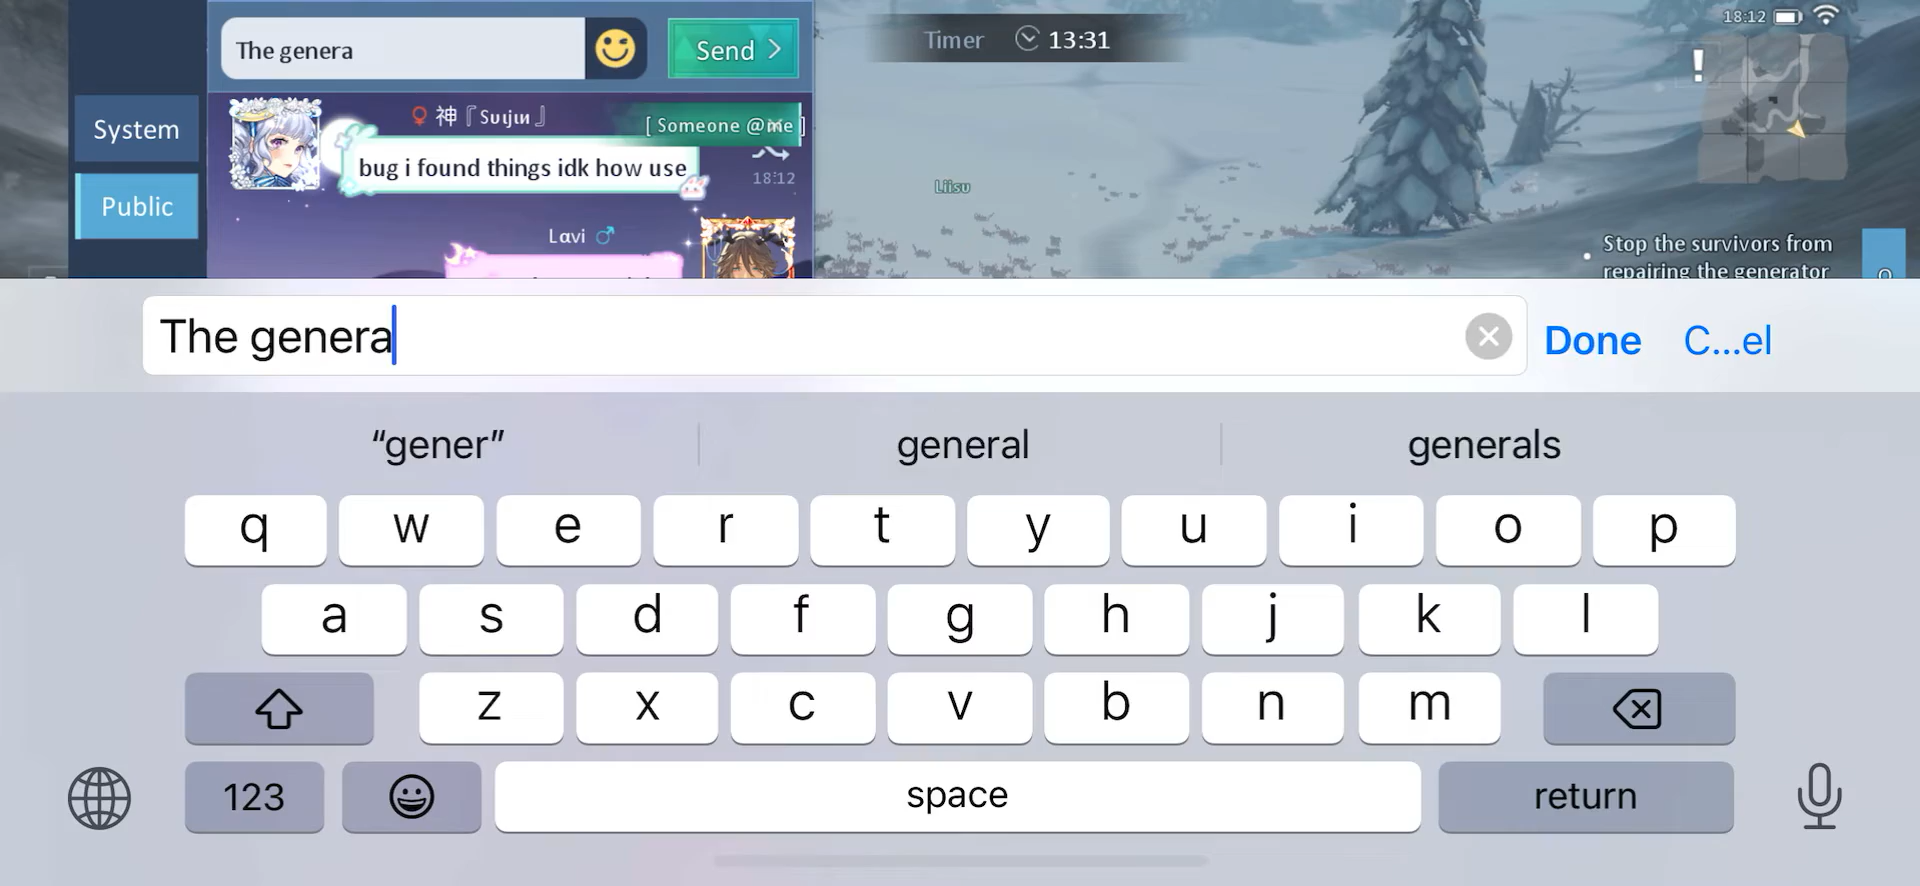 The genera
Send >
Timer 13:31
18:12
System
♀ 神『Sυιȷιи』
[ Someone @me ]
bug i found things idk how use
18:12
Public
Liisu
Lαvi ♂
Stop the survivors from
repairing the generator
The genera
Done
C...el
“gener”
general
generals
q w e r t y u i o p
a s d f g h j k l
z x c v b n m
123
space
return